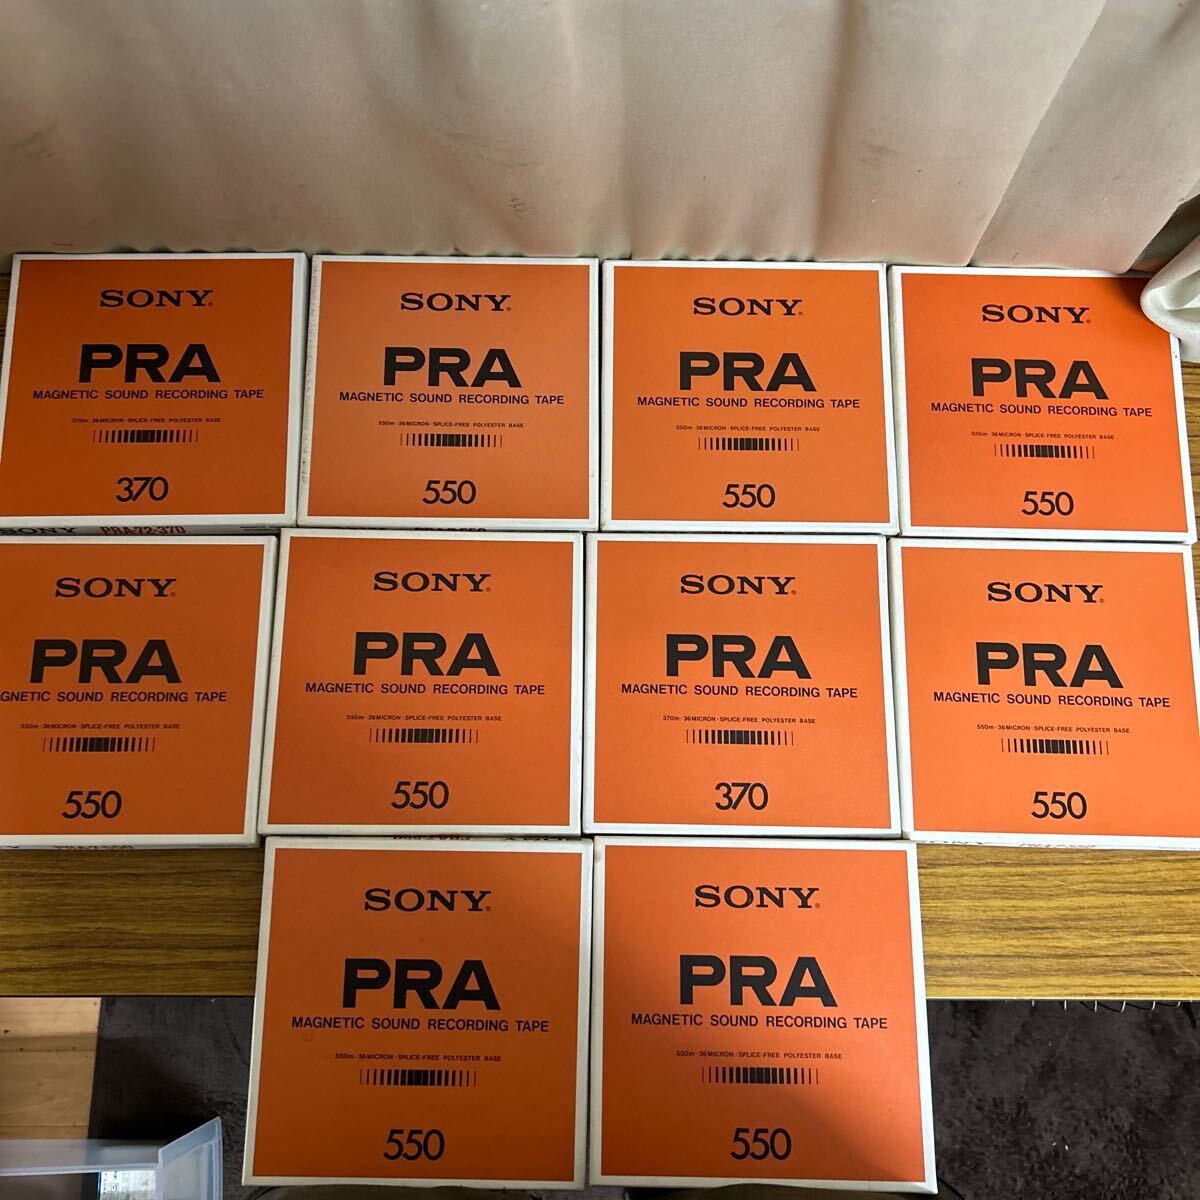 SONY
PRA
MAGNETIC SOUND RECORDING TAPE
370m · 36MICRON · SPLICE-FREE POLYESTER BASE
370
SONY PRA-72-370
SONY
PRA
MAGNETIC SOUND RECORDING TAPE
550m · 36MICRON · SPLICE-FREE POLYESTER BASE
550
SONY
PRA
MAGNETIC SOUND RECORDING TAPE
550m · 36MICRON · SPLICE-FREE POLYESTER BASE
550
SONY
PRA
MAGNETIC SOUND RECORDING TAPE
550m · 36MICRON · SPLICE-FREE POLYESTER BASE
550
SONY
PRA
GNETIC SOUND RECORDING TAPE
550m · 36MICRON · SPLICE-FREE POLYESTER BASE
550
SONY
PRA
MAGNETIC SOUND RECORDING TAPE
550m · 36MICRON · SPLICE-FREE POLYESTER BASE
550
SONY
PRA
MAGNETIC SOUND RECORDING TAPE
370m · 36MICRON · SPLICE-FREE POLYESTER BASE
370
SONY
PRA
MAGNETIC SOUND RECORDING TAPE
550m · 36MICRON · SPLICE-FREE POLYESTER BASE
550
SONY
PRA
MAGNETIC SOUND RECORDING TAPE
550m · 36MICRON · SPLICE-FREE POLYESTER BASE
550
SONY
PRA
MAGNETIC SOUND RECORDING TAPE
550m · 36MICRON · SPLICE-FREE POLYESTER BASE
550